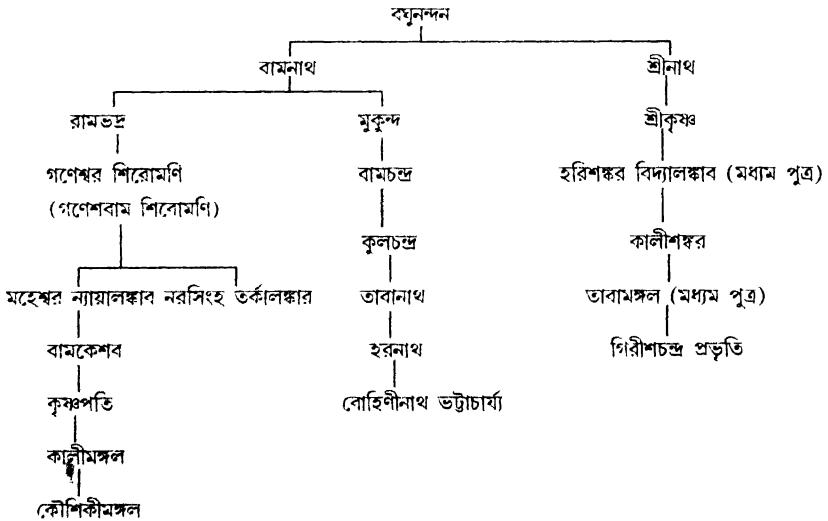 বঘুনন্দন
বামনাথ শ্রীনাথ
রামভদ্র মুকুন্দ শ্রীকৃষ্ণ
গণেশ্বর শিরোমণি বামচন্দ্র হরিশঙ্কর বিদ্যালঙ্কাব (মধ্যম পুত্র)
(গণেশবাম শিবোমণি)
কুলচন্দ্র কালীশঙ্কর
মহেশ্বর ন্যায়ালঙ্কাব নরসিংহ তর্কালঙ্কার তাবানাথ তাবামঙ্গল (মধ্যম পুত্র)
বামকেশব হরনাথ গিরীশচন্দ্র প্রভৃতি
কৃষ্ণপতি বোহিণীনাথ ভট্টাচার্য্য
কালীমঙ্গল
কৌশিকীমঙ্গল